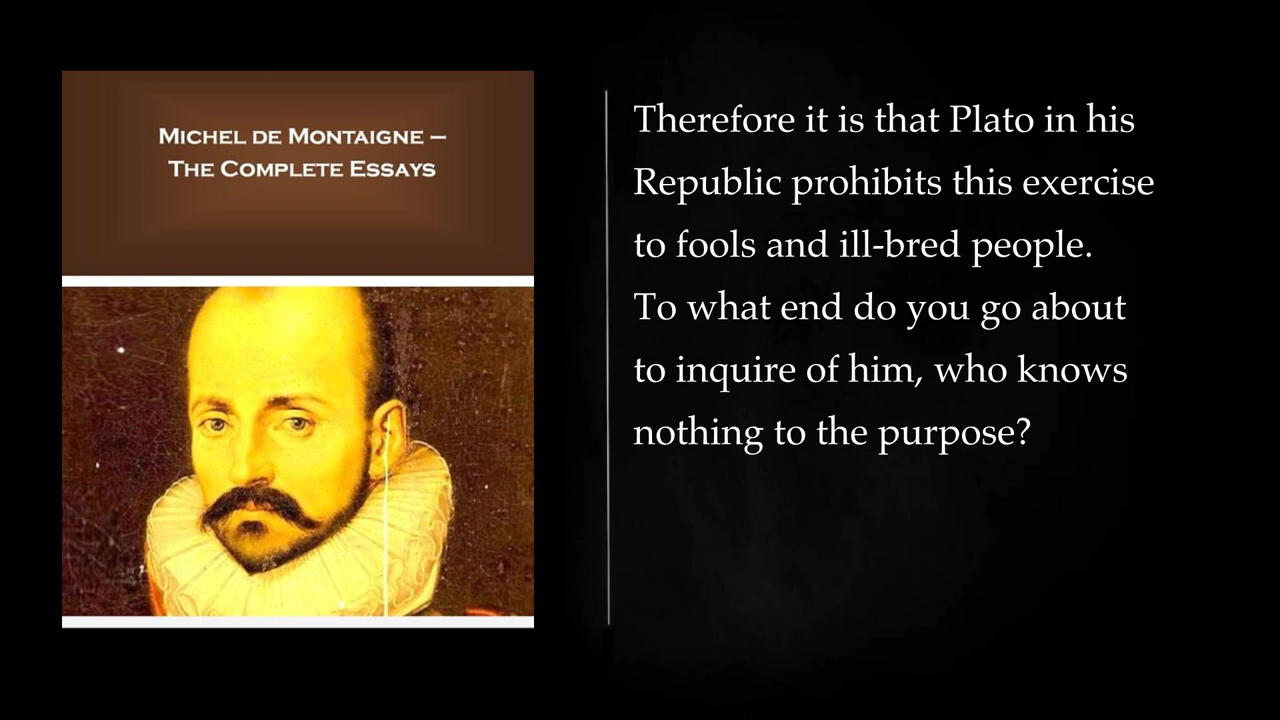 MICHEL DE MONTAIGNE –
THE COMPLETE ESSAYS
Therefore it is that Plato in his
Republic prohibits this exercise
to fools and ill-bred people.
To what end do you go about
to inquire of him, who knows
nothing to the purpose?